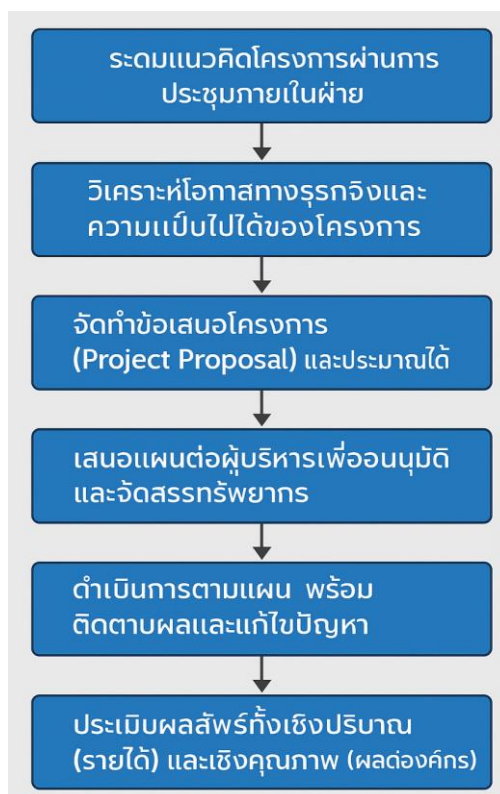 ระดมแนวคิดโครงการผ่านการ
ประชุมภายเในฝ่าย
วิเคราะห่โอกาสทางรุรกจิงและ
ความเเป็บไปได้ของโครงการ
จัดทำข้อเสนอโครงการ
(Project Proposal) และประมาณได้
เสนอแผนต่อผู้บริหารเพื่ออนนุมัติ
และจัดสรรทรัพยากร
ดำเบินการตามแผน พร้อม
ติดตาบผลและแก้ไขปัญหา
ประเมิบผลสัพร์ทั้งเชิงปริบาณ
(รายได้) และเชิงคุณภาพ (ผลต่องค์กร)